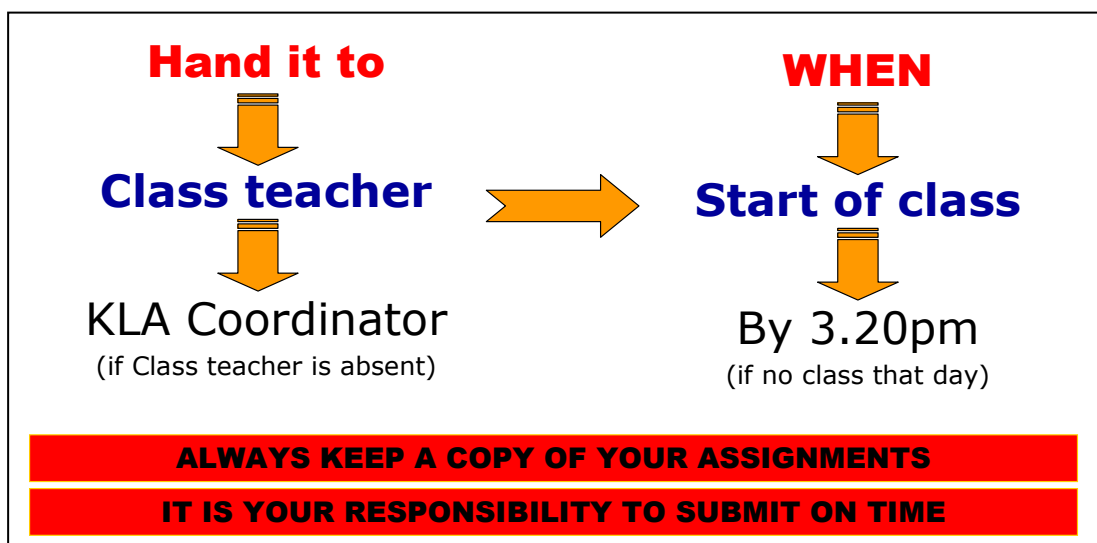 Hand it to
Class teacher
KLA Coordinator
(if Class teacher is absent)
WHEN
Start of class
By 3.20pm
(if no class that day)
ALWAYS KEEP A COPY OF YOUR ASSIGNMENTS
IT IS YOUR RESPONSIBILITY TO SUBMIT ON TIME